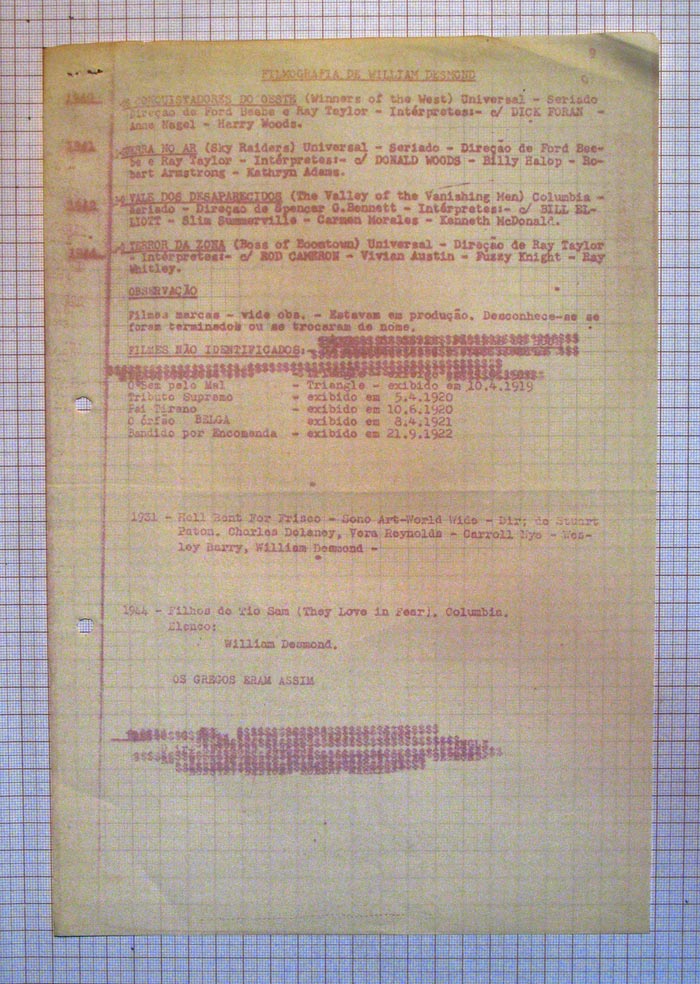 9
FILMOGRAFIA DE WILLIAM DESMOND
1940 - CONQUISTADORES DO OESTE (Winners of the West) Universal - Seriado
Direção de Ford Beebe e Ray Taylor - Intérpretes:- c/ DICK FORAN -
Anne Nagel - Harry Woods.
1941 - TERRA NO AR (Sky Raiders) Universal - Seriado - Direção de Ford Bee-
be e Ray Taylor - Intérpretes:- c/ DONALD WOODS - Billy Halop - Ro-
bert Armstrong - Kathryn Adams.
1942 - VALE DOS DESAPARECIDOS (The Valley of the Vanishing Men) Columbia -
Seriado - Direçao de Spencer G.Bennett - Intérpretes:- c/ BILL EL-
LIOTT - Slim Summerville - Carmen Morales - Kenneth McDonald.
1944 - TERROR DA ZONA (Boss of Boomtown) Universal - Direção de Ray Taylor
- Intérpretes:- c/ ROD CAMERON - Vivian Austin - Fuzzy Knight - Ray
Whitley.
OBSERVAÇÃO
Filmes marcas - vide obs. - Estavam em produção. Desconhece-se se
foram terminados ou se trocaram de nome.
FILMES NÃO IDENTIFICADOS:-
O Bem pelo Mal - Triangle - exibido em 10.4.1919
Tributo Supremo - exibido em 5.4.1920
Pai Tirano - exibido em 10.6.1920
O órfão BELGA - exibido em 8.4.1921
Bandido por Encomenda - exibido em 21.9.1922
1931 - Hell Bent For Frisco - Sono Art-World Wide - Dir; de Stuart
Paton. Charles Delaney, Vera Reynolds - Carroll Nye - Wes-
ley Barry, William Desmond -
1944 - Filhos de Tio Sam (They Love in Fear). Columbia.
Elenco:
William Desmond.
OS GREGOS ERAM ASSIM